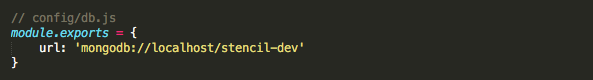 // config/db.js
module.exports = {
    url: 'mongodb://localhost/stencil-dev'
}